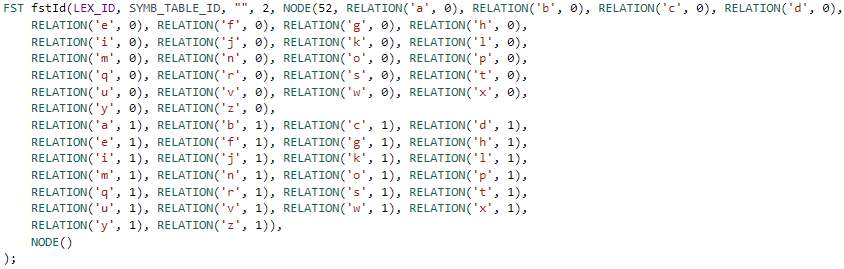 FST fstId(LEX_ID, SYMB_TABLE_ID, "", 2, NODE(52, RELATION('a', 0), RELATION('b', 0), RELATION('c', 0), RELATION('d', 0),
RELATION('e', 0), RELATION('f', 0), RELATION('g', 0), RELATION('h', 0),
RELATION('i', 0), RELATION('j', 0), RELATION('k', 0), RELATION('l', 0),
RELATION('m', 0), RELATION('n', 0), RELATION('o', 0), RELATION('p', 0),
RELATION('q', 0), RELATION('r', 0), RELATION('s', 0), RELATION('t', 0),
RELATION('u', 0), RELATION('v', 0), RELATION('w', 0), RELATION('x', 0),
RELATION('y', 0), RELATION('z', 0),
RELATION('a', 1), RELATION('b', 1), RELATION('c', 1), RELATION('d', 1),
RELATION('e', 1), RELATION('f', 1), RELATION('g', 1), RELATION('h', 1),
RELATION('i', 1), RELATION('j', 1), RELATION('k', 1), RELATION('l', 1),
RELATION('m', 1), RELATION('n', 1), RELATION('o', 1), RELATION('p', 1),
RELATION('q', 1), RELATION('r', 1), RELATION('s', 1), RELATION('t', 1),
RELATION('u', 1), RELATION('v', 1), RELATION('w', 1), RELATION('x', 1),
RELATION('y', 1), RELATION('z', 1)),
NODE()
);